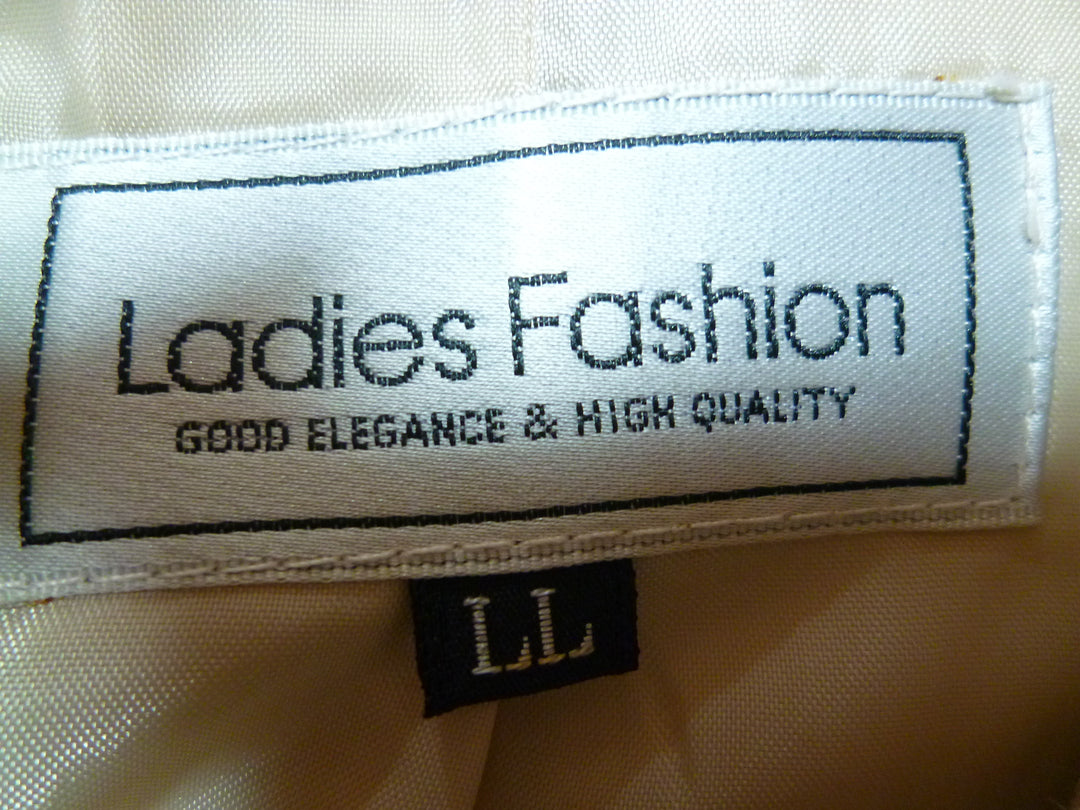 Ladies Fashion
GOOD ELEGANCE & HIGH QUALITY
LL